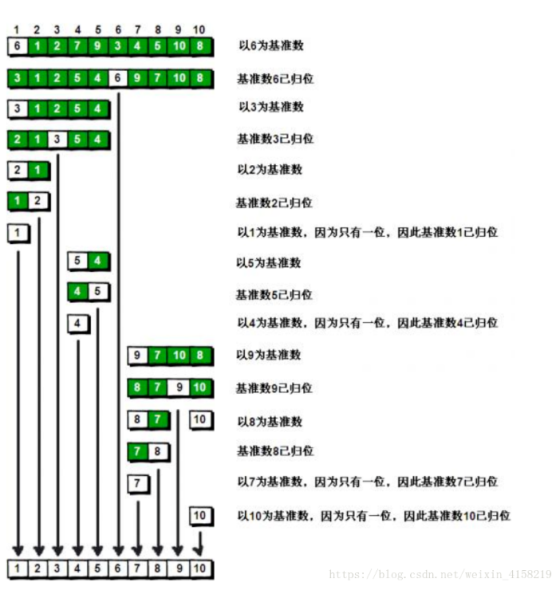 1 2 3 4 5 6 7 8 9 10
6 1 2 7 9 3 4 5 10 8 以6为基准数
3 1 2 5 4 6 9 7 10 8 基准数6已归位
3 1 2 5 4 以3为基准数
2 1 3 5 4 基准数3已归位
2 1 以2为基准数
1 2 基准数2已归位
1 以1为基准数，因为只有一位，因此基准数1已归位
5 4 以5为基准数
4 5 基准数5已归位
4 以4为基准数，因为只有一位，因此基准数4已归位
9 7 10 8 以9为基准数
8 7 9 10 基准数9已归位
8 7 10 以8为基准数
7 8 基准数8已归位
7 以7为基准数，因为只有一位，因此基准数7已归位
10 以10为基准数，因为只有一位，因此基准数10已归位
1 2 3 4 5 6 7 8 9 10
https://blog.csdn.net/weixin_4158219